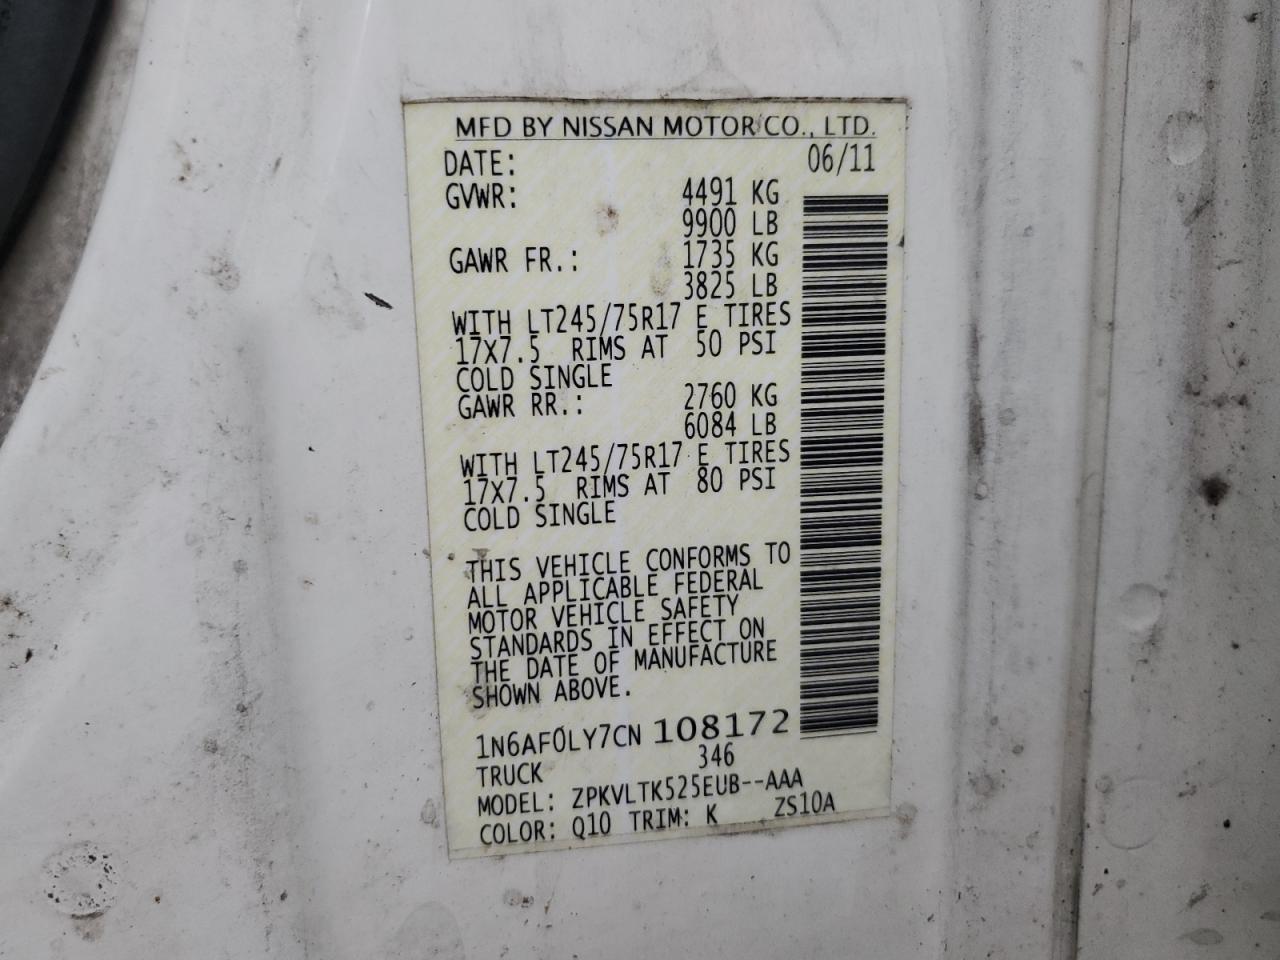 MFD BY NISSAN MOTOR CO., LTD.
DATE: 06/11
GVWR: 4491 KG
9900 LB
GAWR FR.: 1735 KG
3825 LB
WITH LT245/75R17 E TIRES
17X7.5 RIMS AT 50 PSI
COLD SINGLE
GAWR RR.: 2760 KG
6084 LB
WITH LT245/75R17 E TIRES
17X7.5 RIMS AT 80 PSI
COLD SINGLE
THIS VEHICLE CONFORMS TO
ALL APPLICABLE FEDERAL
MOTOR VEHICLE SAFETY
STANDARDS IN EFFECT ON
THE DATE OF MANUFACTURE
SHOWN ABOVE.
1N6AF0LY7CN 108172
TRUCK 346
MODEL: ZPKVLTK525EUB--AAA
COLOR: Q10 TRIM: K ZS10A